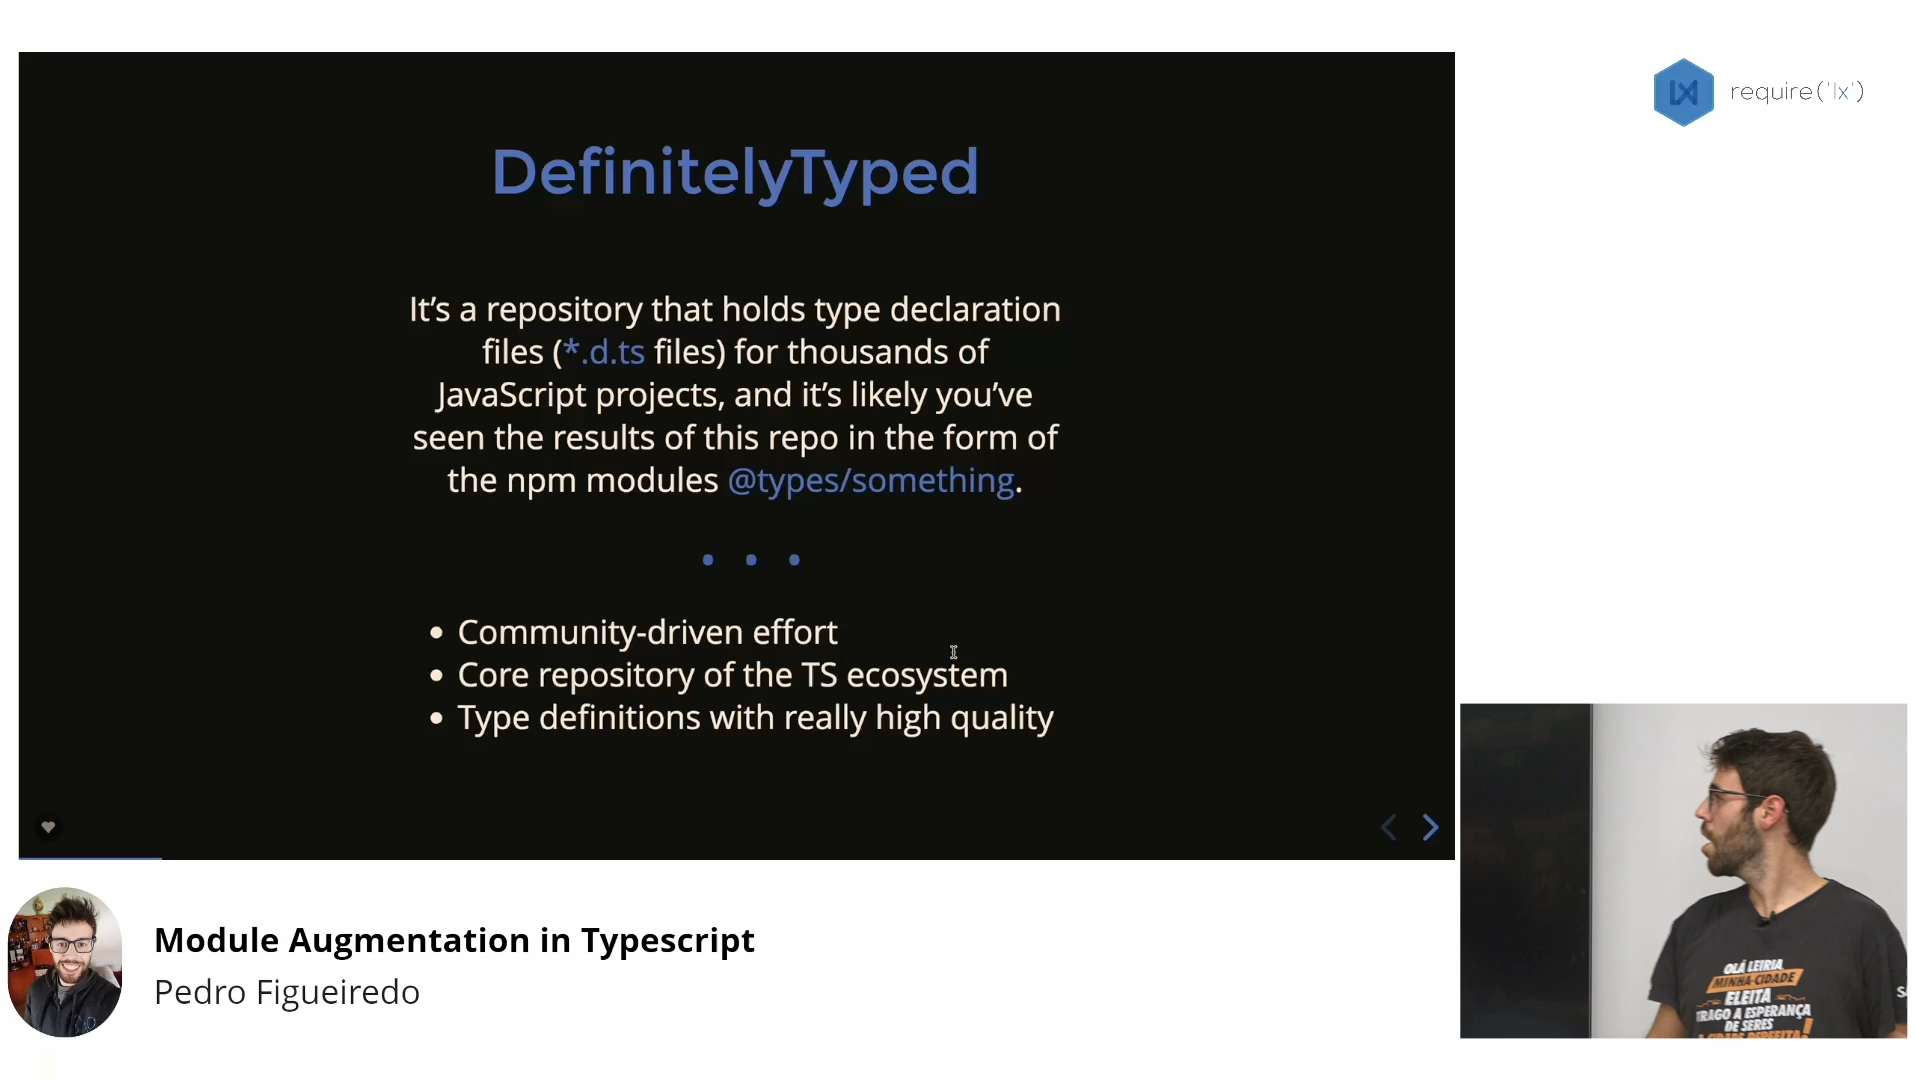 DefinitelyTyped
It’s a repository that holds type declaration
files (*.d.ts files) for thousands of
JavaScript projects, and it’s likely you’ve
seen the results of this repo in the form of
the npm modules @types/something.
• Community-driven effort
• Core repository of the TS ecosystem
• Type definitions with really high quality
require('lx')
OLÁ LEIRIA
MINHA CIDADE
ELEITA
TRAGO A ESPERANÇA
DE SERES
A CIDADE PERFEITA!
Module Augmentation in Typescript
Pedro Figueiredo